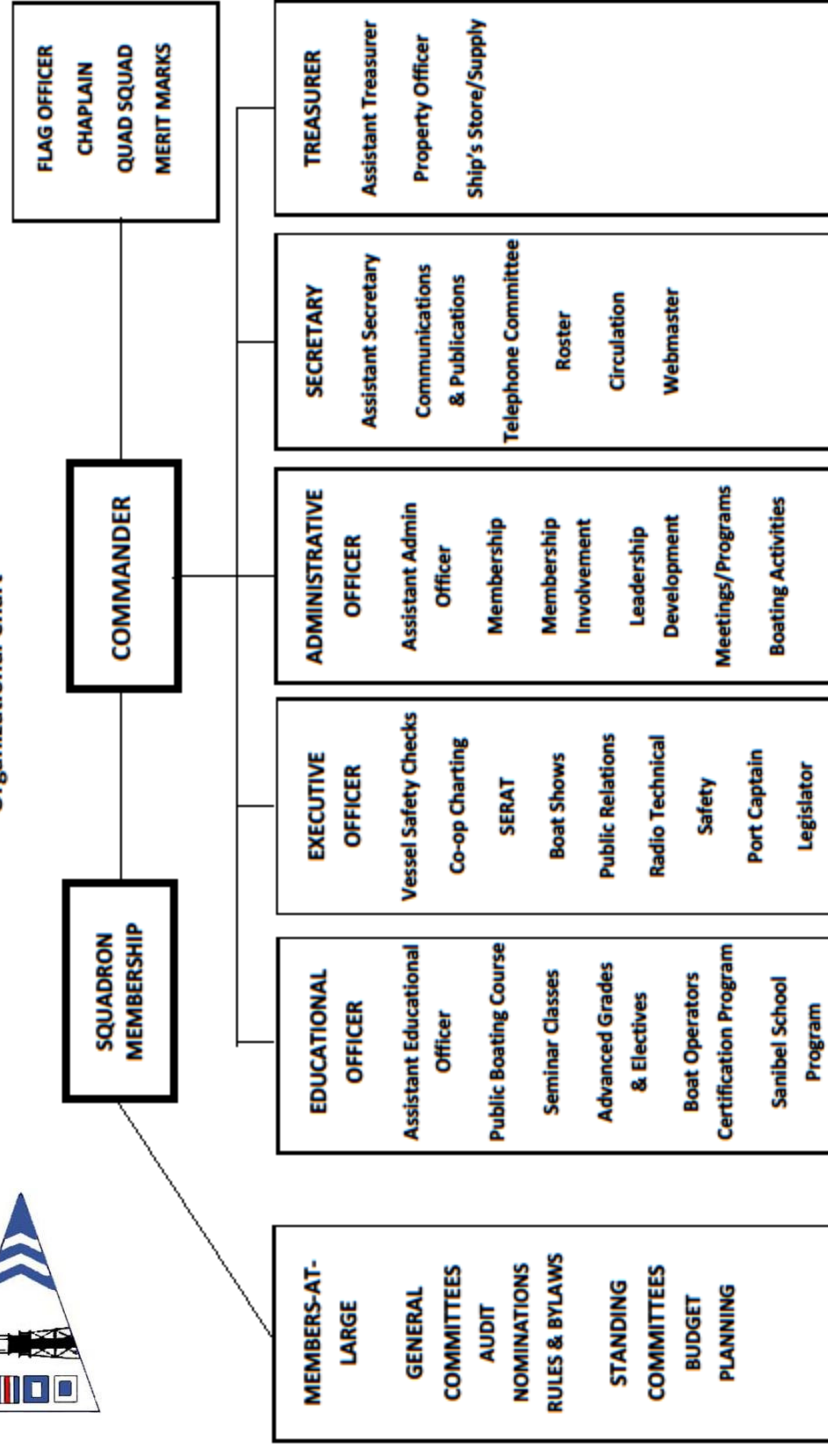 Organizational Chart
SQUADRON
MEMBERSHIP
COMMANDER
FLAG OFFICER
CHAPLAIN
QUAD SQUAD
MERIT MARKS
MEMBERS-AT-
LARGE
GENERAL
COMMITTEES
AUDIT
NOMINATIONS
RULES & BYLAWS
STANDING
COMMITTEES
BUDGET
PLANNING
EDUCATIONAL
OFFICER
Assistant Educational
Officer
Public Boating Course
Seminar Classes
Advanced Grades
& Electives
Boat Operators
Certification Program
Sanibel School
Program
EXECUTIVE
OFFICER
Vessel Safety Checks
Co-op Charting
SERAT
Boat Shows
Public Relations
Radio Technical
Safety
Port Captain
Legislator
ADMINISTRATIVE
OFFICER
Assistant Admin
Officer
Membership
Membership
Involvement
Leadership
Development
Meetings/Programs
Boating Activities
SECRETARY
Assistant Secretary
Communications
& Publications
Telephone Committee
Roster
Circulation
Webmaster
TREASURER
Assistant Treasurer
Property Officer
Ship's Store/Supply